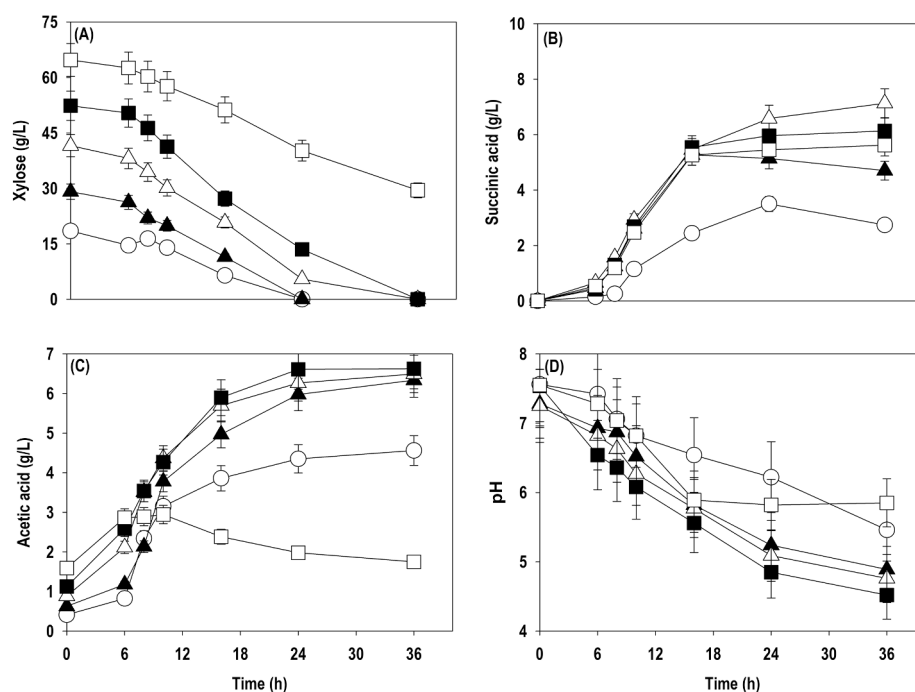 (A)
Xylose (g/L)
75
60
45
30
15
0
(B)
Succinic acid (g/L)
10
8
6
4
2
0
(C)
Acetic acid (g/L)
7
6
5
4
3
2
1
0
0 6 12 18 24 30 36
Time (h)
(D)
pH
8
7
6
5
4
0 6 12 18 24 30 36
Time (h)